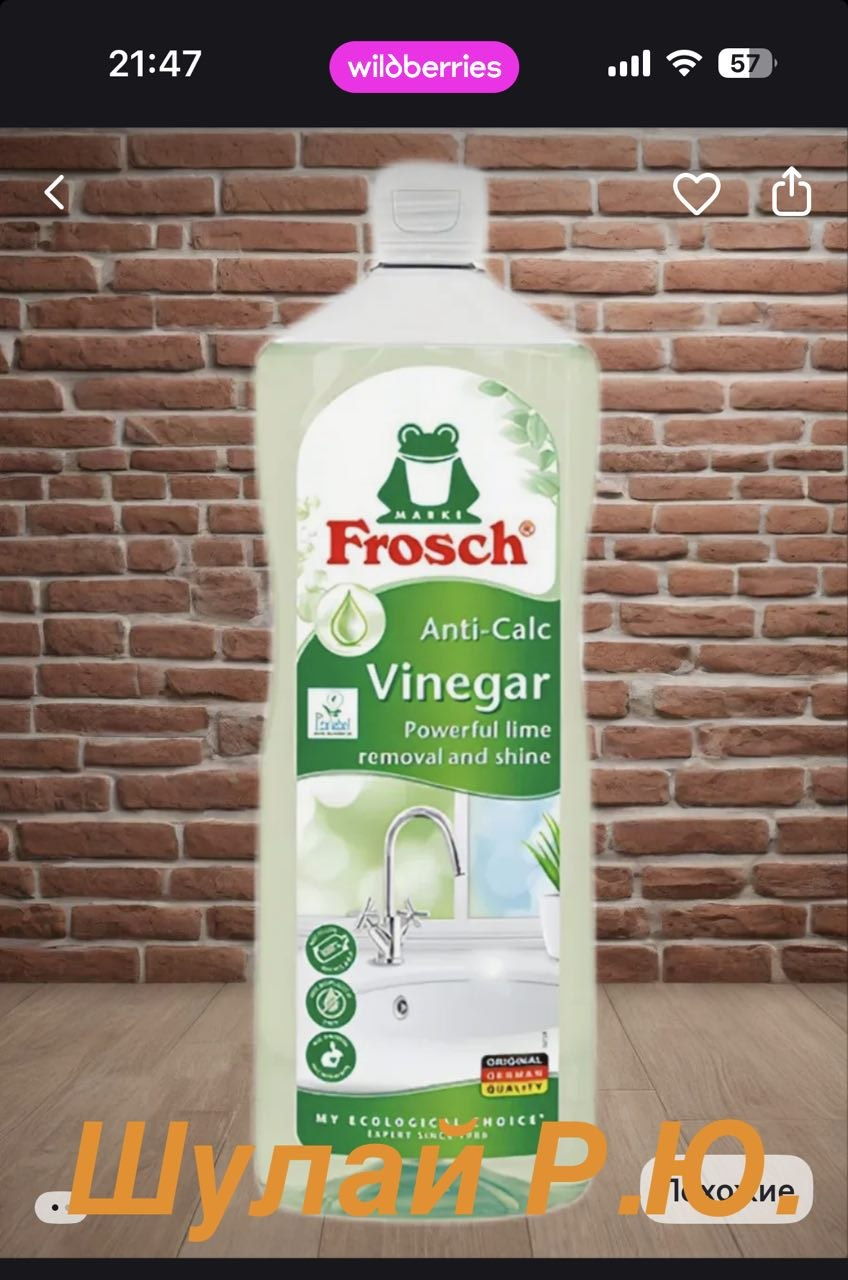 21:47
wildberries
57
MARKE
Frosch®
Anti-Calc
Vinegar
Powerful lime
removal and shine
ORIGINAL
GERMAN
QUALITY
MY ECOLOGICAL CHOICE
EXPERT SINCE 1986
Шулай Р.Ю.
Похожие